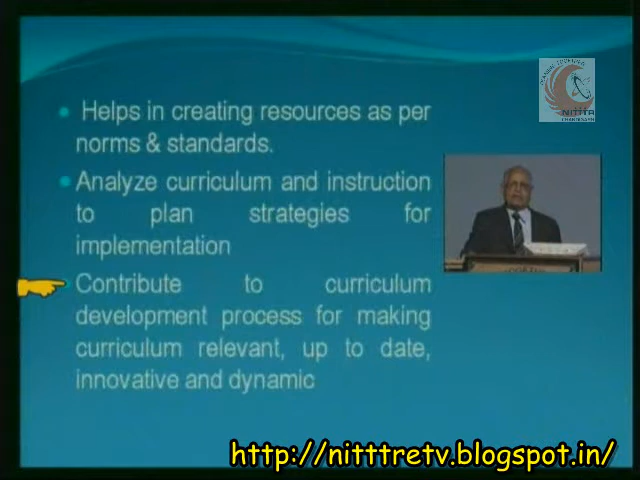 Helps in creating resources as per
norms & standards.
Analyze curriculum and instruction
to plan strategies for
implementation
Contribute to curriculum
development process for making
curriculum relevant, up to date,
innovative and dynamic
NITTTR
CHANDIGARH
http://nitttretv.blogspot.in/